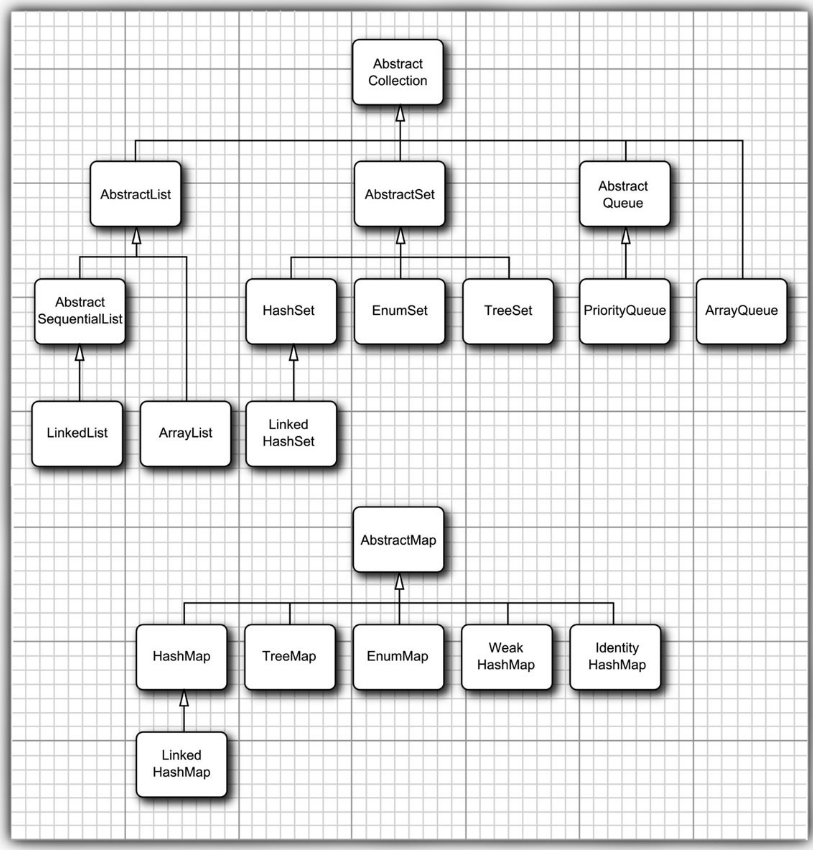 Abstract
Collection
AbstractList
AbstractSet
Abstract
Queue
Abstract
SequentialList
HashSet
EnumSet
TreeSet
PriorityQueue
ArrayQueue
LinkedList
ArrayList
Linked
HashSet
AbstractMap
HashMap
TreeMap
EnumMap
Weak
HashMap
Identity
HashMap
Linked
HashMap